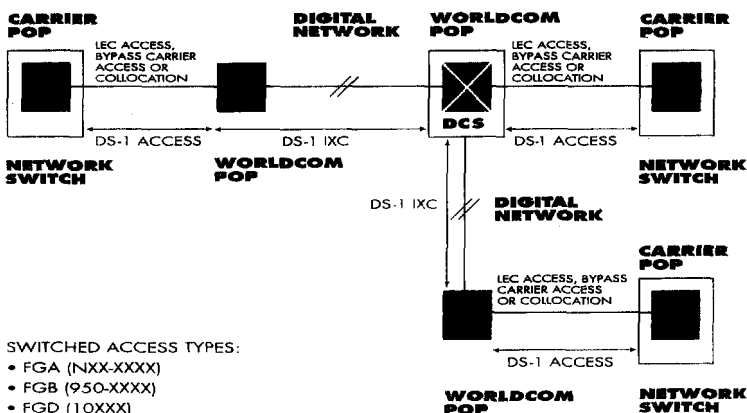 CARRIER
POP
DIGITAL
NETWORK
WORLDCOM
POP
CARRIER
POP
LEC ACCESS,
BYPASS CARRIER
ACCESS OR
COLLOCATION
LEC ACCESS,
BYPASS CARRIER
ACCESS OR
COLLOCATION
DCS
DS-1 ACCESS
DS-1 IXC
DS-1 ACCESS
NETWORK
SWITCH
WORLDCOM
POP
NETWORK
SWITCH
DS-1 IXC
DIGITAL
NETWORK
CARRIER
POP
LEC ACCESS, BYPASS
CARRIER ACCESS
OR COLLOCATION
DS-1 ACCESS
WORLDCOM
POP
NETWORK
SWITCH
SWITCHED ACCESS TYPES:
• FGA (NXX-XXXX)
• FGB (950-XXXX)
• FGD (10XXX)